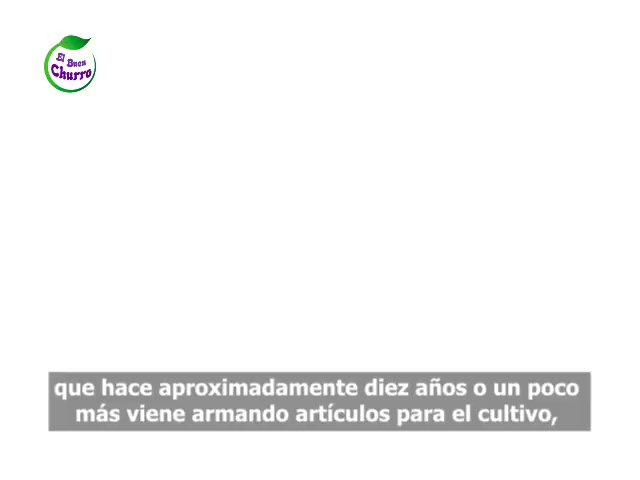 El Buen
Churro
que hace aproximadamente diez años o un poco
más viene armando artículos para el cultivo,